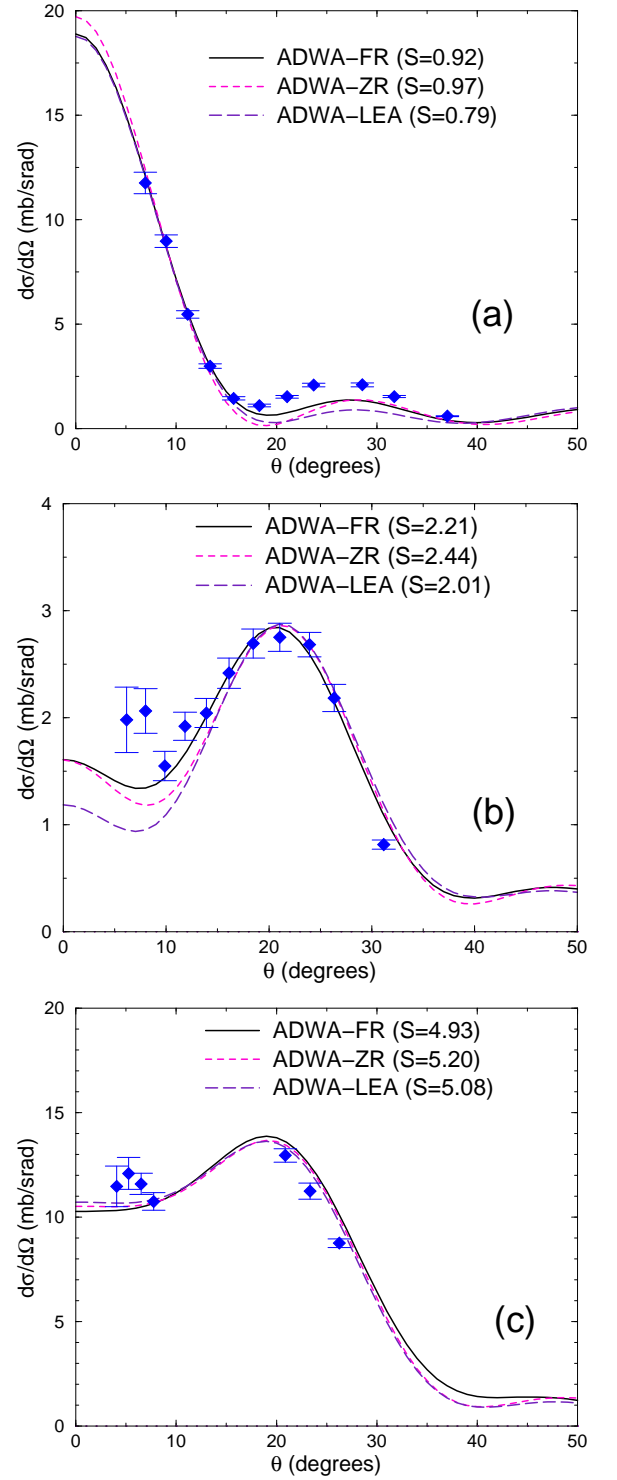 20
15
10
5
0
dσ/dΩ (mb/srad)
ADWA−FR (S=0.92)
ADWA−ZR (S=0.97)
ADWA−LEA (S=0.79)
(a)
0 10 20 30 40 50
θ (degrees)
4
3
2
1
0
dσ/dΩ (mb/srad)
ADWA−FR (S=2.21)
ADWA−ZR (S=2.44)
ADWA−LEA (S=2.01)
(b)
0 10 20 30 40 50
θ (degrees)
20
15
10
5
0
dσ/dΩ (mb/srad)
ADWA−FR (S=4.93)
ADWA−ZR (S=5.20)
ADWA−LEA (S=5.08)
(c)
0 10 20 30 40 50
θ (degrees)